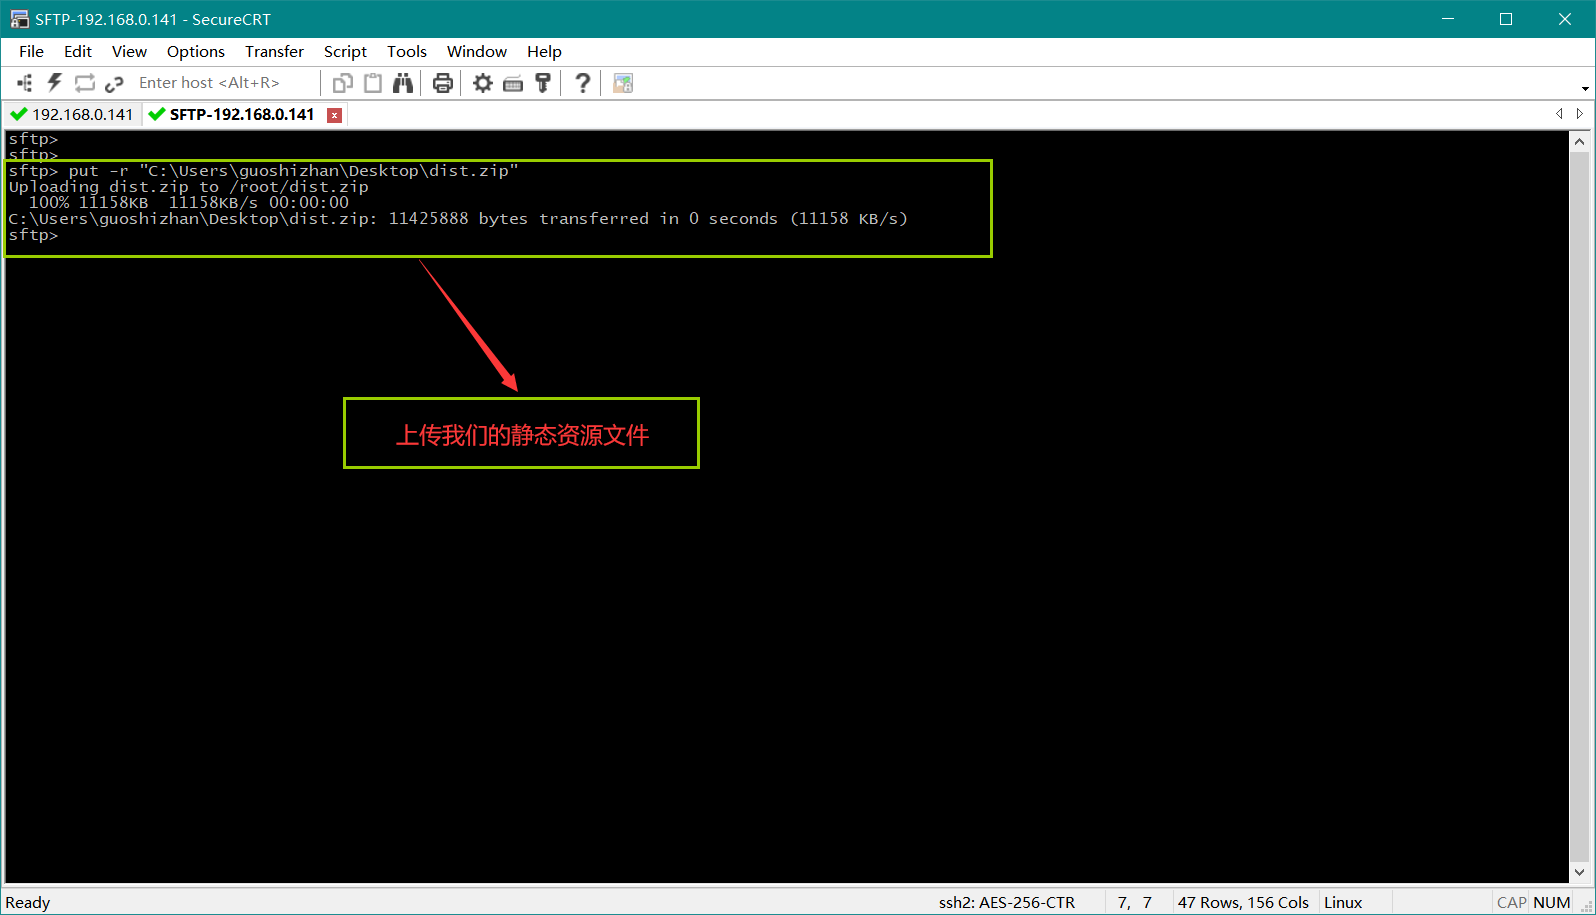 SFTP-192.168.0.141 - SecureCRT
File Edit View Options Transfer Script Tools Window Help
Enter host <Alt+R>
192.168.0.141 SFTP-192.168.0.141
sftp>
sftp>
sftp> put -r "C:\Users\guoshizhan\Desktop\dist.zip"
Uploading dist.zip to /root/dist.zip
100% 11158KB 11158KB/s 00:00:00
C:\Users\guoshizhan\Desktop\dist.zip: 11425888 bytes transferred in 0 seconds (11158 KB/s)
sftp>
上传我们的静态资源文件
Ready ssh2: AES-256-CTR 7, 7 47 Rows, 156 Cols Linux CAP NUM